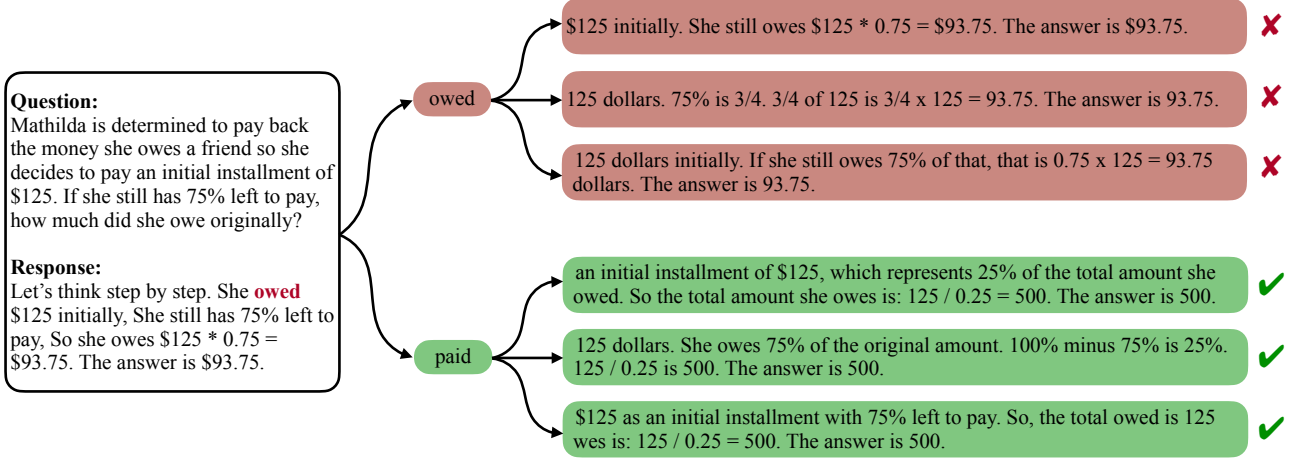 Question:
Mathilda is determined to pay back
the money she owes a friend so she
decides to pay an initial installment of
$125. If she still has 75% left to pay,
how much did she owe originally?
Response:
Let's think step by step. She owed
$125 initially, She still has 75% left to
pay, So she owes $125 * 0.75 =
$93.75. The answer is $93.75.
owed
$125 initially. She still owes $125 * 0.75 = $93.75. The answer is $93.75.
125 dollars. 75% is 3/4. 3/4 of 125 is 3/4 x 125 = 93.75. The answer is 93.75.
125 dollars initially. If she still owes 75% of that, that is 0.75 x 125 = 93.75
dollars. The answer is 93.75.
paid
an initial installment of $125, which represents 25% of the total amount she
owed. So the total amount she owes is: 125 / 0.25 = 500. The answer is 500.
125 dollars. She owes 75% of the original amount. 100% minus 75% is 25%.
125 / 0.25 is 500. The answer is 500.
$125 as an initial installment with 75% left to pay. So, the total owed is 125
wes is: 125 / 0.25 = 500. The answer is 500.